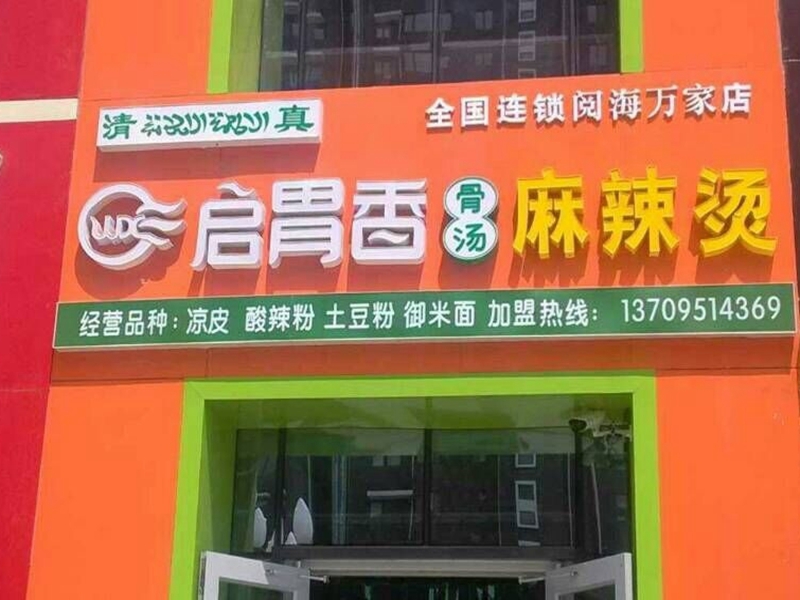 清 真
全国连锁阅海万家店
启胃香 骨汤 麻辣烫
经营品种：凉皮 酸辣粉 土豆粉 御米面 加盟热线：13709514369